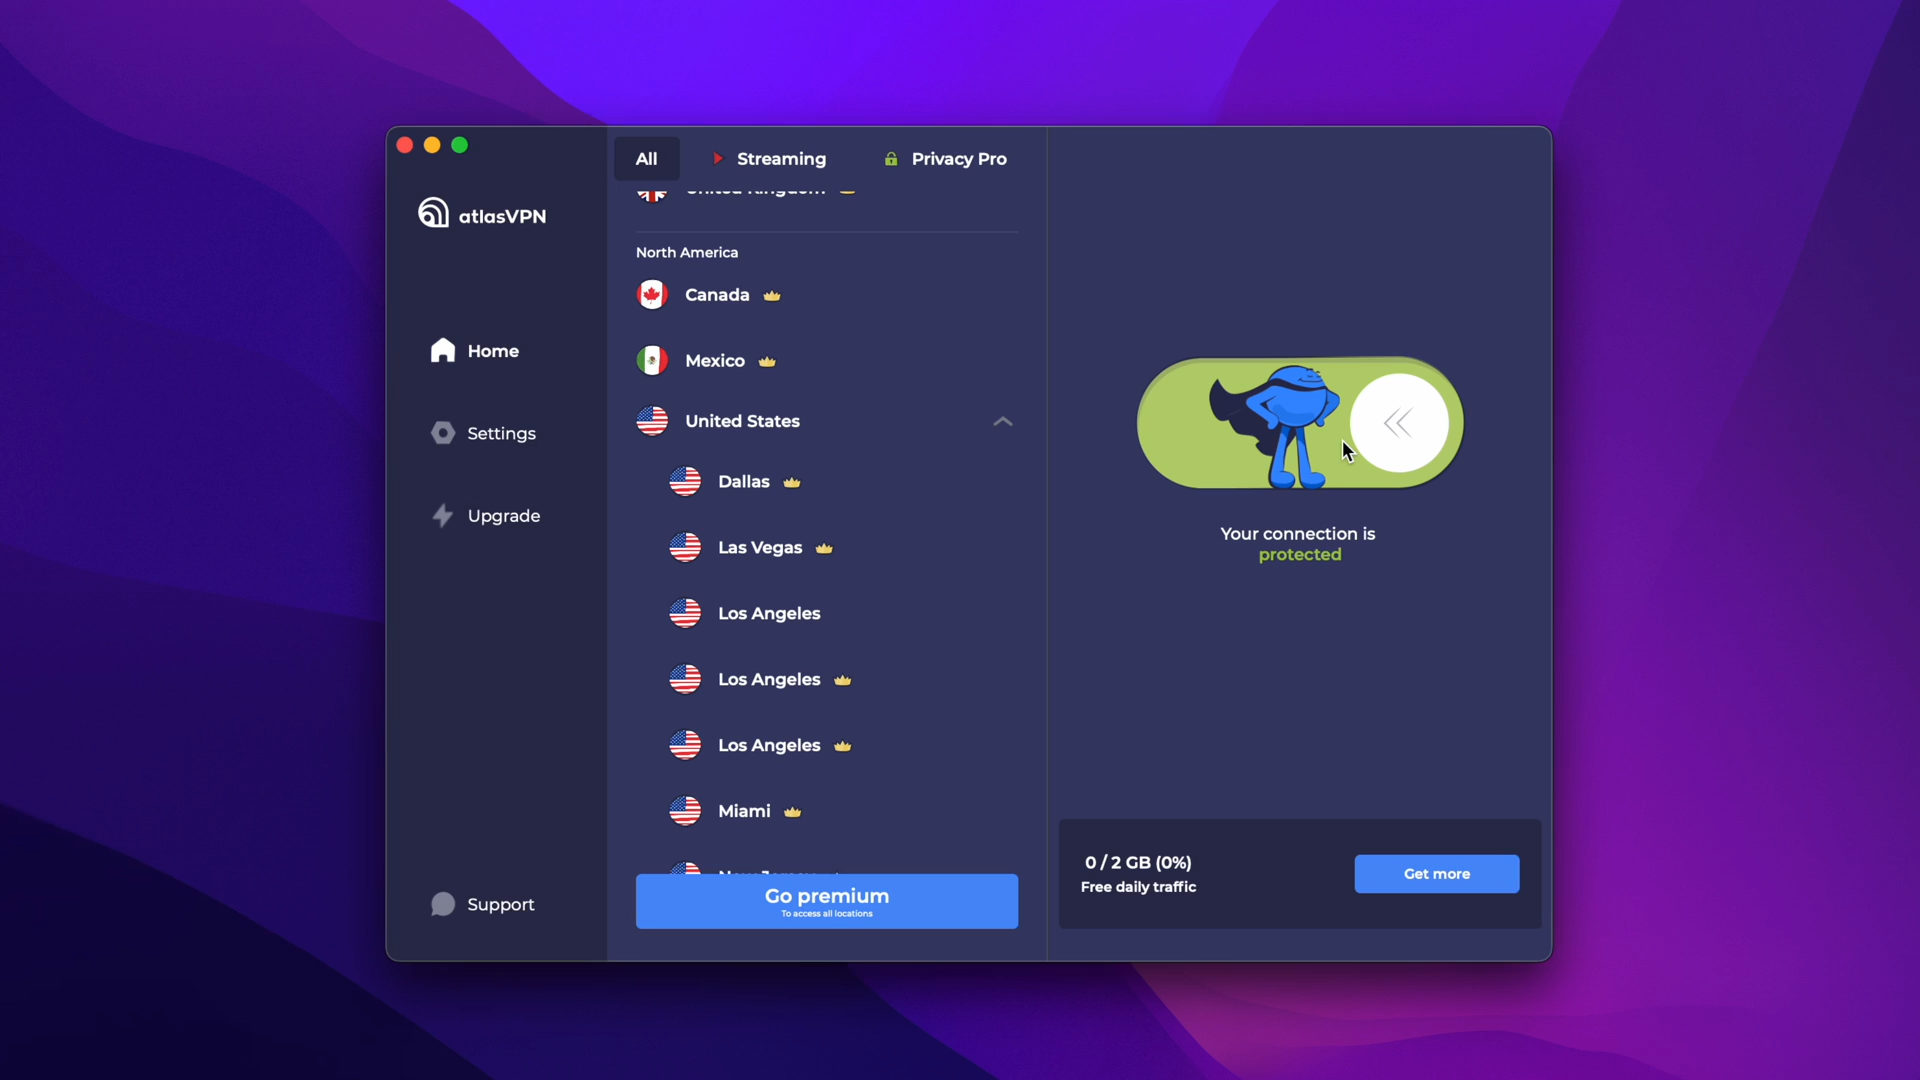 atlasVPN
Home
Settings
Upgrade
Support
All
Streaming
Privacy Pro
United Kingdom
North America
Canada
Mexico
United States
Dallas
Las Vegas
Los Angeles
Los Angeles
Los Angeles
Miami
Go premium
To access all locations
Your connection is
protected
0 / 2 GB (0%)
Free daily traffic
Get more